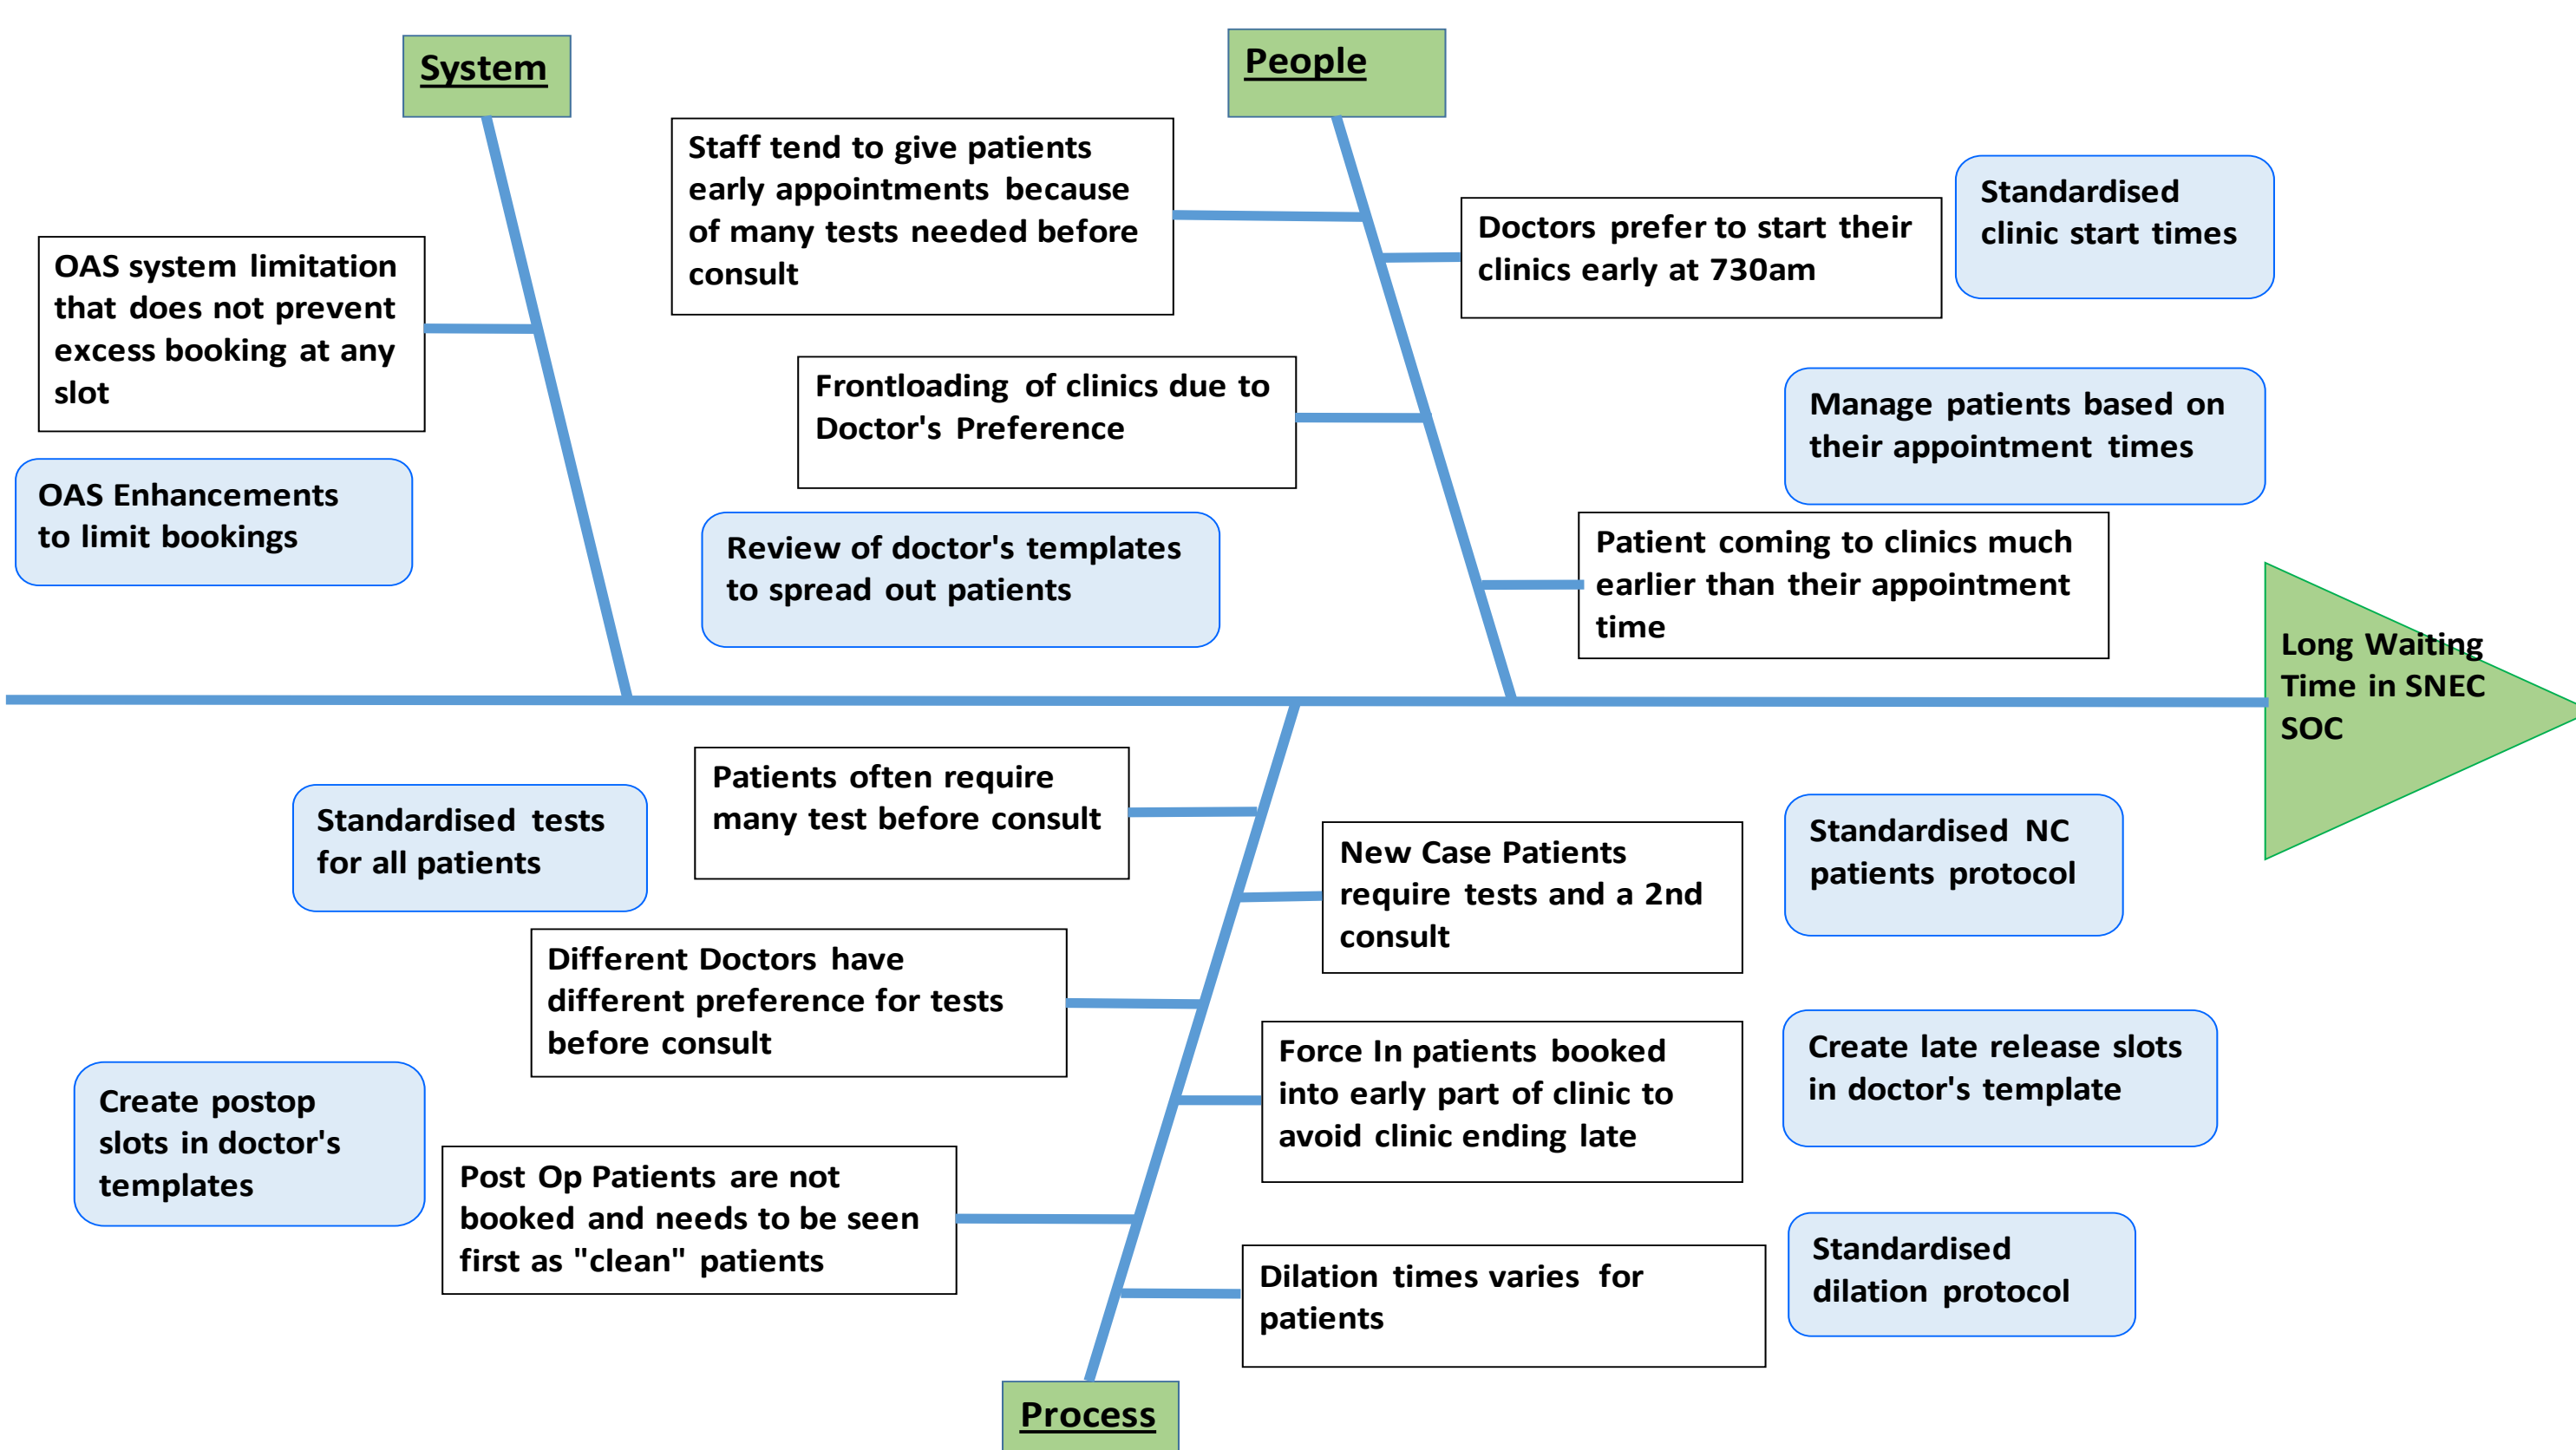 System
People
Staff tend to give patients
early appointments because
of many tests needed before
consult
Standardised
clinic start times
Doctors prefer to start their
clinics early at 730am
OAS system limitation
that does not prevent
excess booking at any
slot
Frontloading of clinics due to
Doctor's Preference
Manage patients based on
their appointment times
OAS Enhancements
to limit bookings
Review of doctor's templates
to spread out patients
Patient coming to clinics much
earlier than their appointment
time
Long Waiting
Time in SNEC
SOC
Patients often require
many test before consult
Standardised tests
for all patients
New Case Patients
require tests and a 2nd
consult
Standardised NC
patients protocol
Different Doctors have
different preference for tests
before consult
Force In patients booked
into early part of clinic to
avoid clinic ending late
Create late release slots
in doctor's template
Create postop
slots in doctor's
templates
Post Op Patients are not
booked and needs to be seen
first as "clean" patients
Dilation times varies for
patients
Standardised
dilation protocol
Process